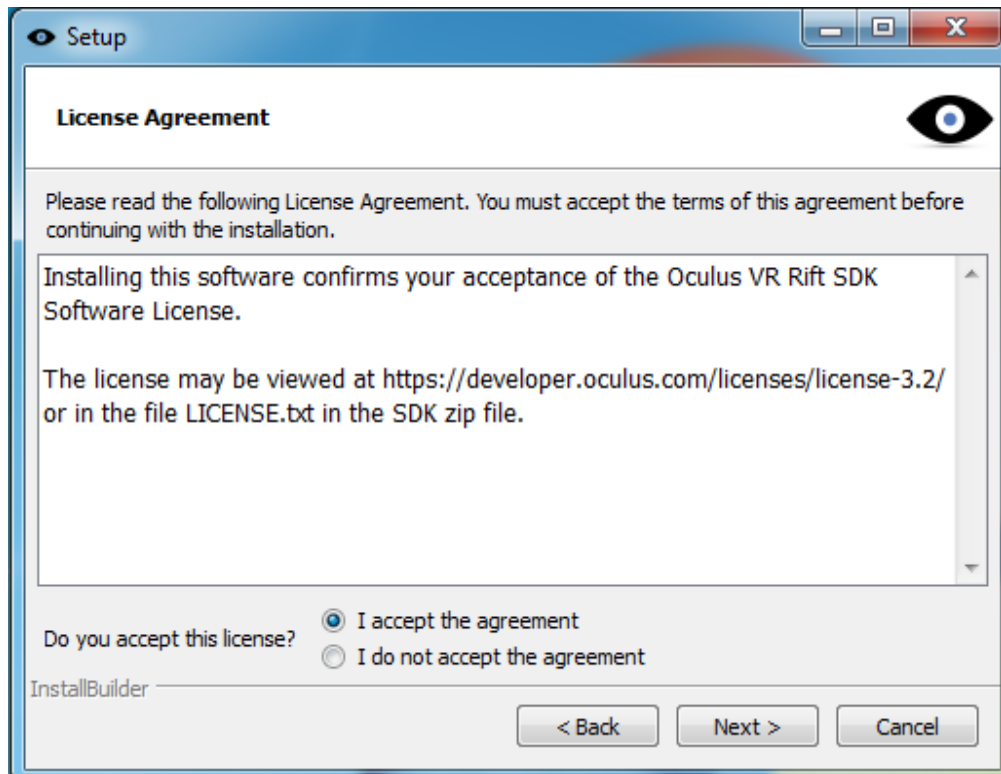 Setup
License Agreement
Please read the following License Agreement. You must accept the terms of this agreement before
continuing with the installation.
Installing this software confirms your acceptance of the Oculus VR Rift SDK
Software License.
The license may be viewed at https://developer.oculus.com/licenses/license-3.2/
or in the file LICENSE.txt in the SDK zip file.
Do you accept this license?
I accept the agreement
I do not accept the agreement
InstallBuilder
< Back
Next >
Cancel